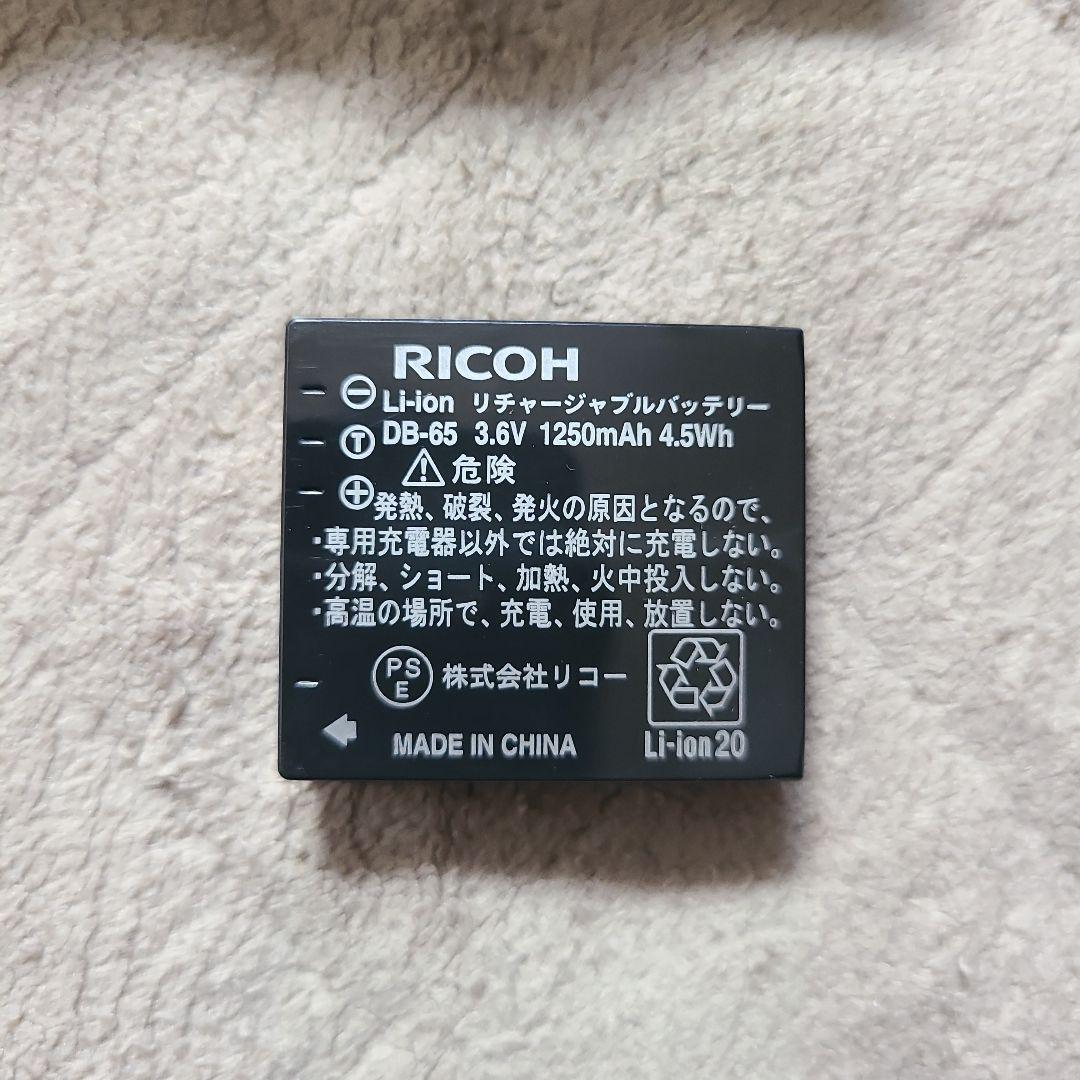 RICOH
⊖ Li-ion リチャージャブルバッテリー
Ⓣ DB-65 3.6V 1250mAh 4.5Wh
⚠危険
⊕発熱、破裂、発火の原因となるので、
・専用充電器以外では絶対に充電しない。
・分解、ショート、加熱、火中投入しない。
・高温の場所で、充電、使用、放置しない。
PS
E
株式会社リコー
MADE IN CHINA
Li-ion 20